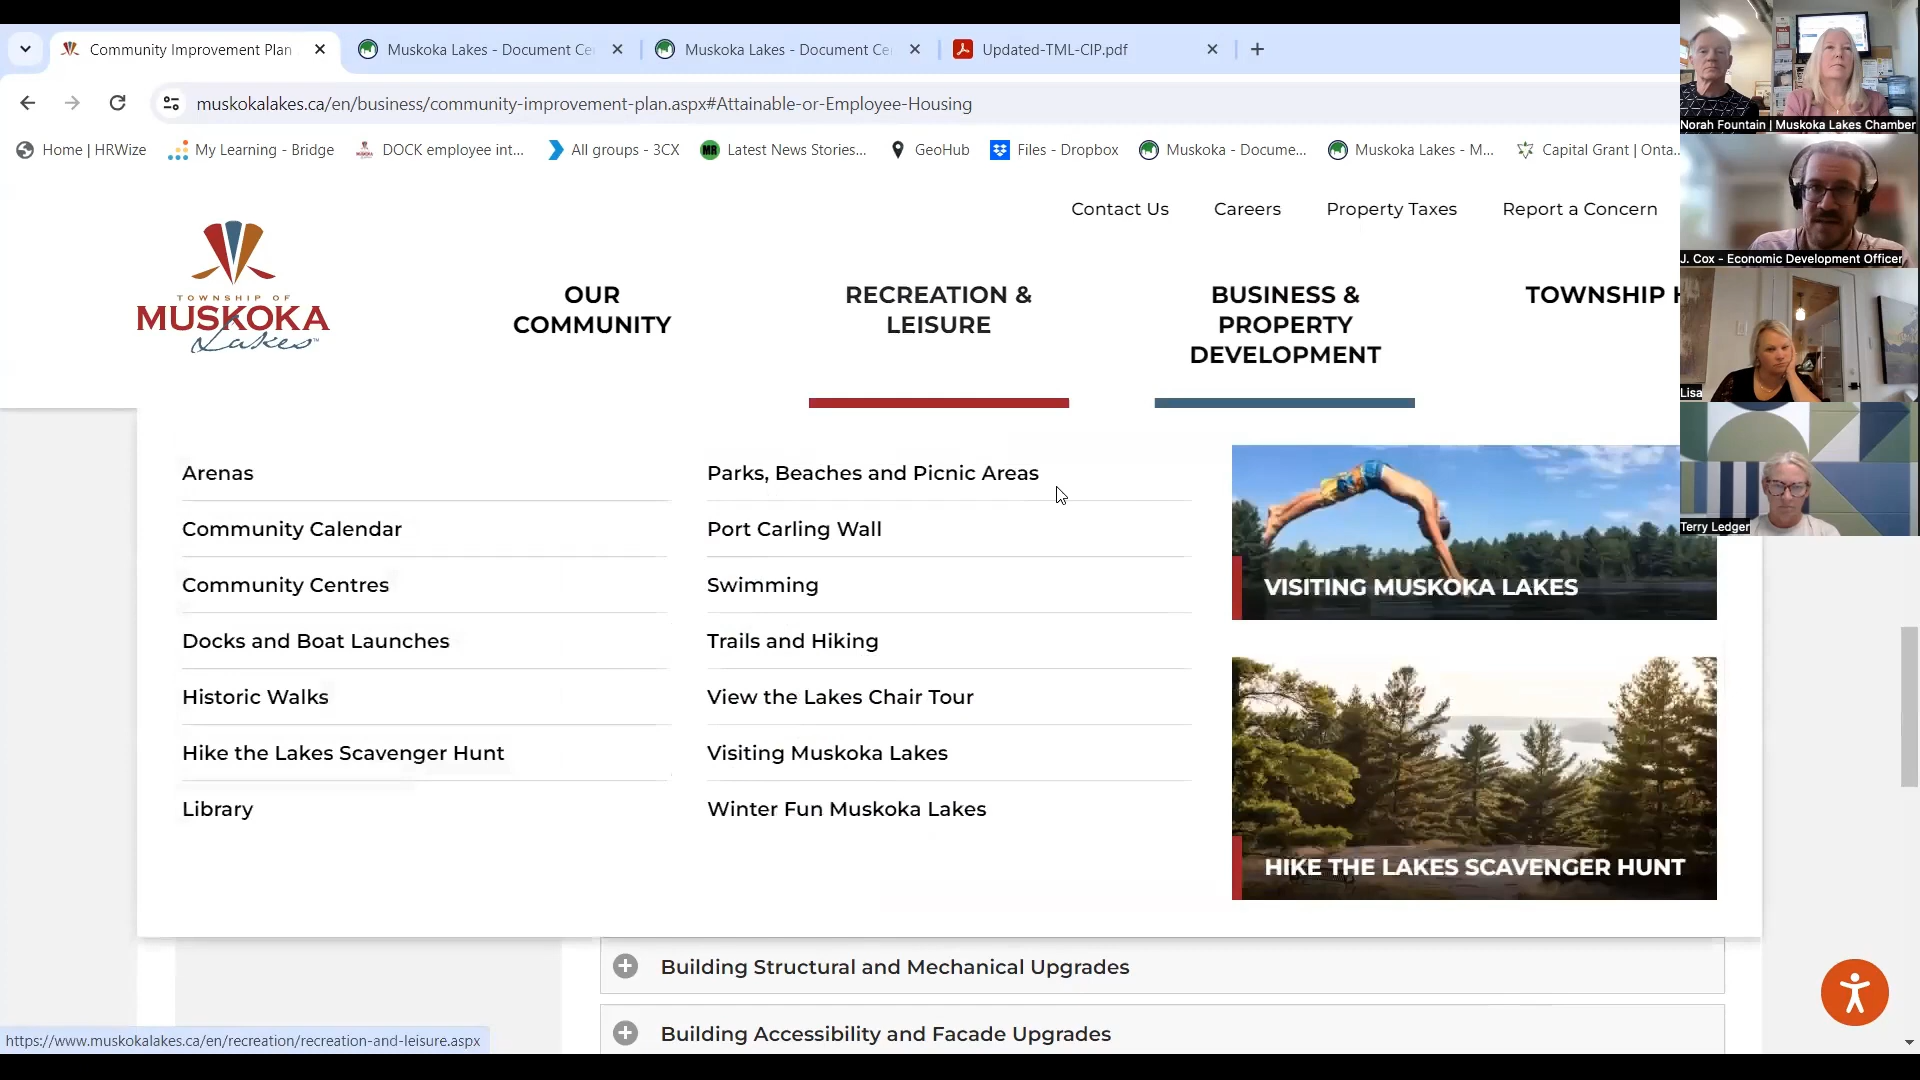 Community Improvement Plan
Muskoka Lakes - Document Ce
Muskoka Lakes - Document Ce
Updated-TML-CIP.pdf
muskokalakes.ca/en/business/community-improvement-plan.aspx#Attainable-or-Employee-Housing
Home | HRWize
My Learning - Bridge
DOCK employee int...
All groups - 3CX
Latest News Stories...
GeoHub
Files - Dropbox
Muskoka - Docume...
Muskoka Lakes - M...
Capital Grant | Onta...
Norah Fountain | Muskoka Lakes Chamber
J. Cox - Economic Development Officer
Lisa
Terry Ledger
Contact Us
Careers
Property Taxes
Report a Concern
TOWNSHIP OF
MUSKOKA
Lakes
OUR
COMMUNITY
RECREATION &
LEISURE
BUSINESS &
PROPERTY
DEVELOPMENT
TOWNSHIP H
Arenas
Community Calendar
Community Centres
Docks and Boat Launches
Historic Walks
Hike the Lakes Scavenger Hunt
Library
Parks, Beaches and Picnic Areas
Port Carling Wall
Swimming
Trails and Hiking
View the Lakes Chair Tour
Visiting Muskoka Lakes
Winter Fun Muskoka Lakes
VISITING MUSKOKA LAKES
HIKE THE LAKES SCAVENGER HUNT
Building Structural and Mechanical Upgrades
Building Accessibility and Facade Upgrades
https://www.muskokalakes.ca/en/recreation/recreation-and-leisure.aspx